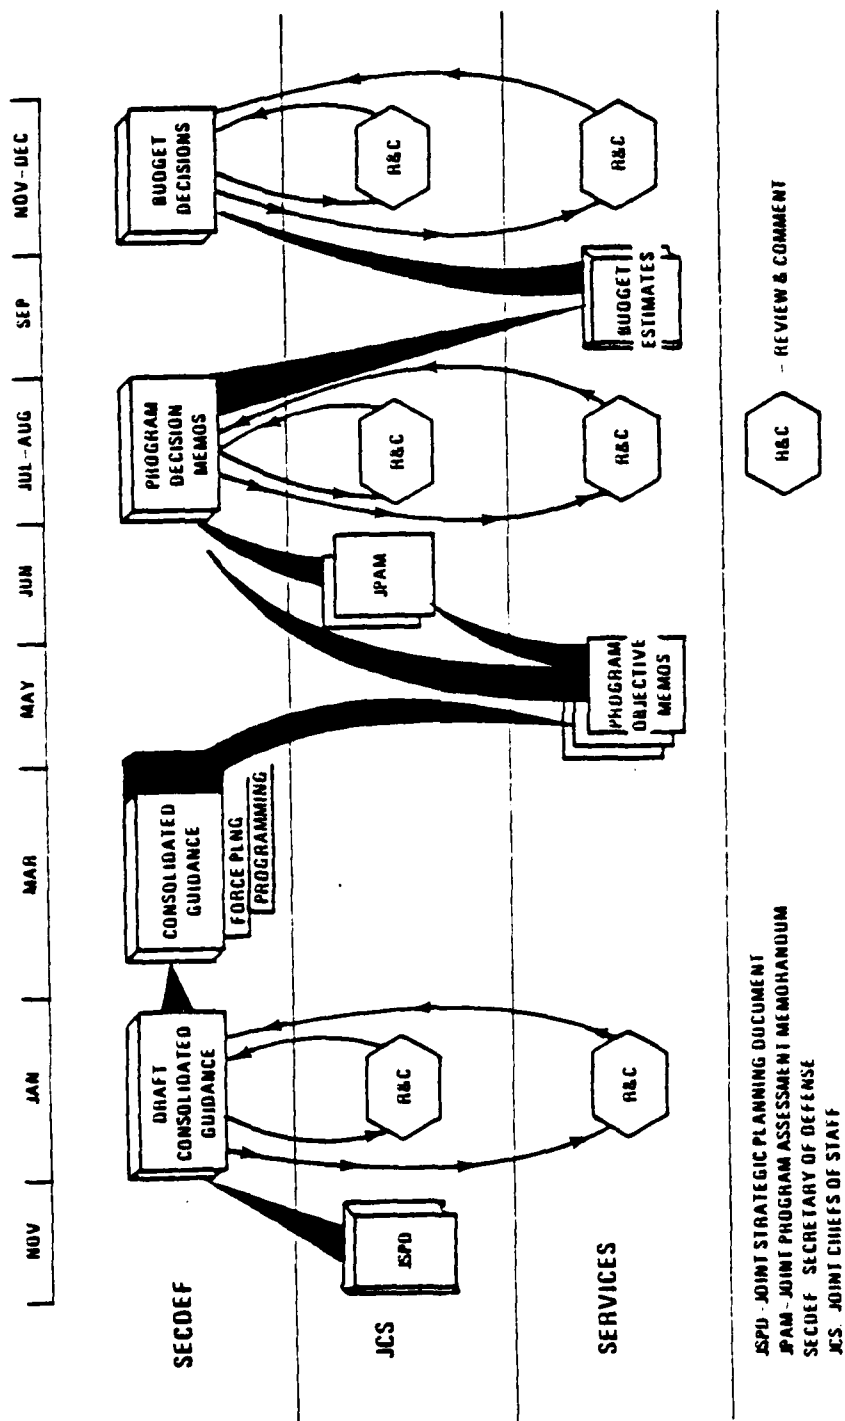 NOV
JAN
MAR
MAY
JUN
JUL-AUG
SEP
NOV-DEC
SECDEF
DRAFT
CONSOLIDATED
GUIDANCE
CONSOLIDATED
GUIDANCE
FORCE PLNG
PROGRAMMING
PROGRAM
DECISION
MEMOS
BUDGET
DECISIONS
JCS
JSPD
R&C
JPAM
R&C
R&C
SERVICES
R&C
PROGRAM
OBJECTIVE
MEMOS
R&C
BUDGET
ESTIMATES
R&C
JSPD - JOINT STRATEGIC PLANNING DOCUMENT
JPAM - JOINT PROGRAM ASSESSMENT MEMORANDUM
SECDEF SECRETARY OF DEFENSE
JCS. JOINT CHIEFS OF STAFF
R&C - REVIEW & COMMENT